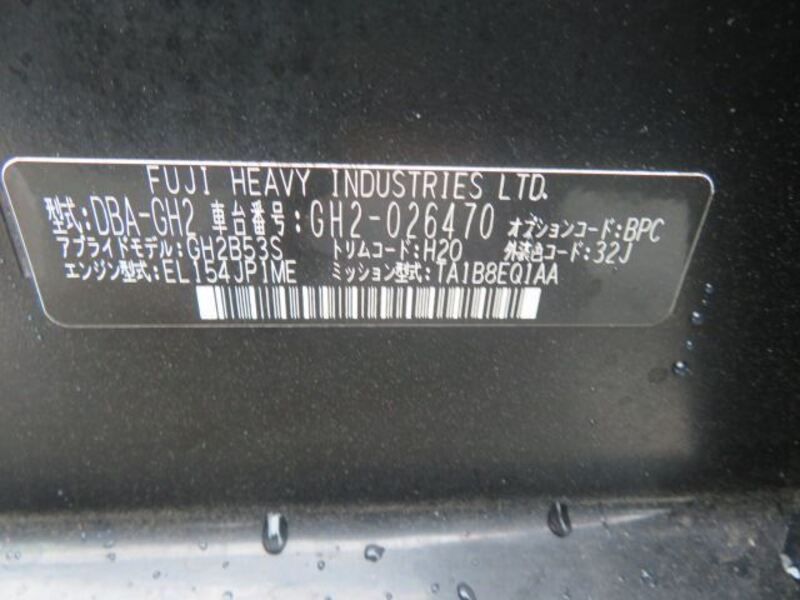 FUJI HEAVY INDUSTRIES LTD.
型式:DBA-GH2 車台番号:GH2-026470 オプションコード:BPC
アプライドモデル:GH2B53S トリムコード:H20 外装色コード:32J
エンジン型式:EL154JP1ME ミッション型式:TA1B8EQ1AA